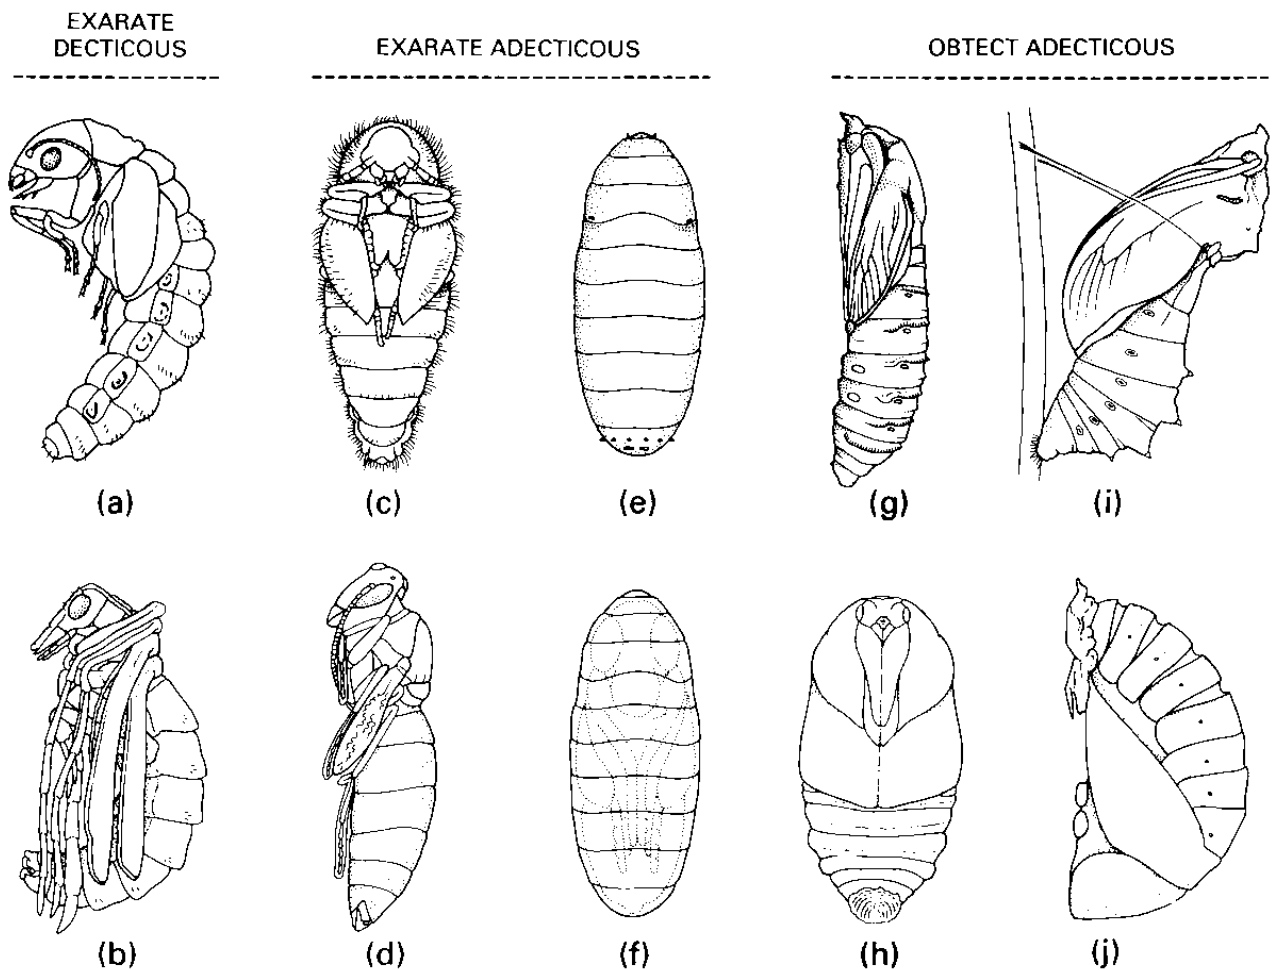 EXARATE
DECTICOUS
EXARATE ADECTICOUS
OBTECT ADECTICOUS
(a)
(c)
(e)
(g)
(i)
(b)
(d)
(f)
(h)
(j)